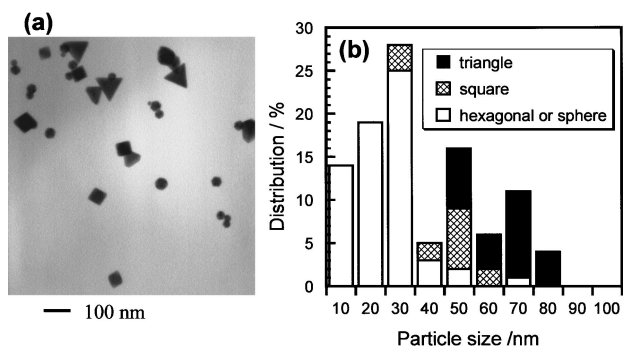 (a)
100 nm
(b)
triangle
square
hexagonal or sphere
Distribution / %
30
25
20
15
10
5
0
10 20 30 40 50 60 70 80 90 100
Particle size /nm